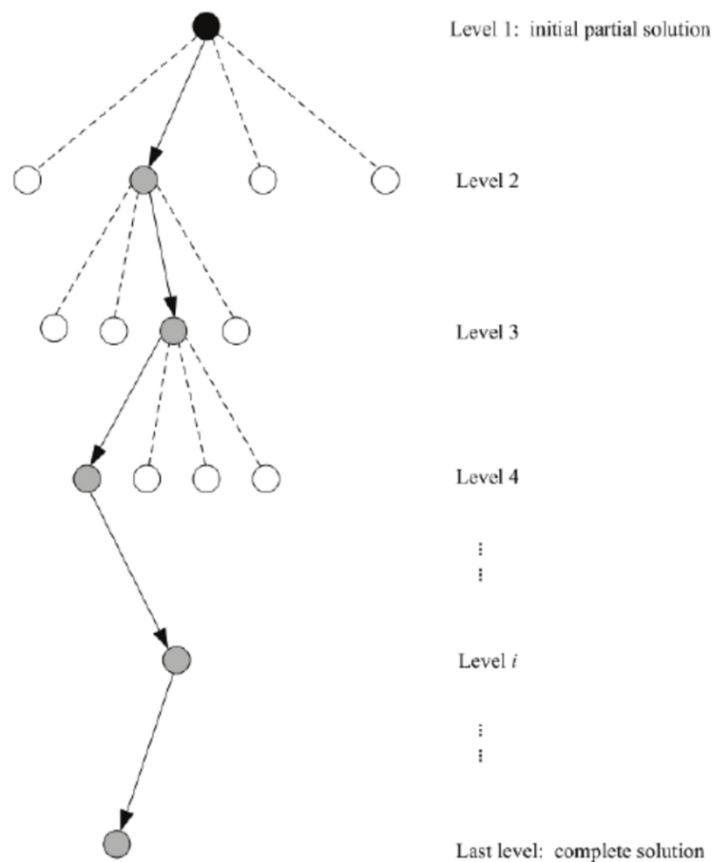 Level 1: initial partial solution
Level 2
Level 3
Level 4
⋮
⋮
Level i
⋮
⋮
Last level: complete solution